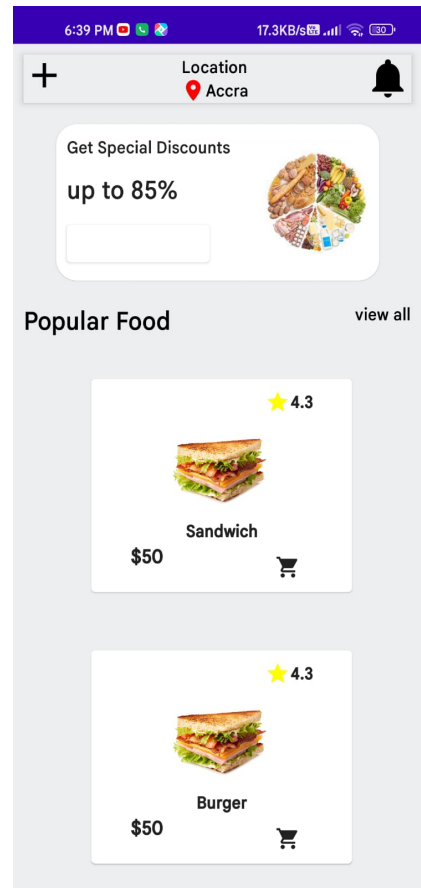 6:39 PM 17.3KB/s 30
Location
Accra
Get Special Discounts
up to 85%
Popular Food
view all
4.3
Sandwich
$50
4.3
Burger
$50